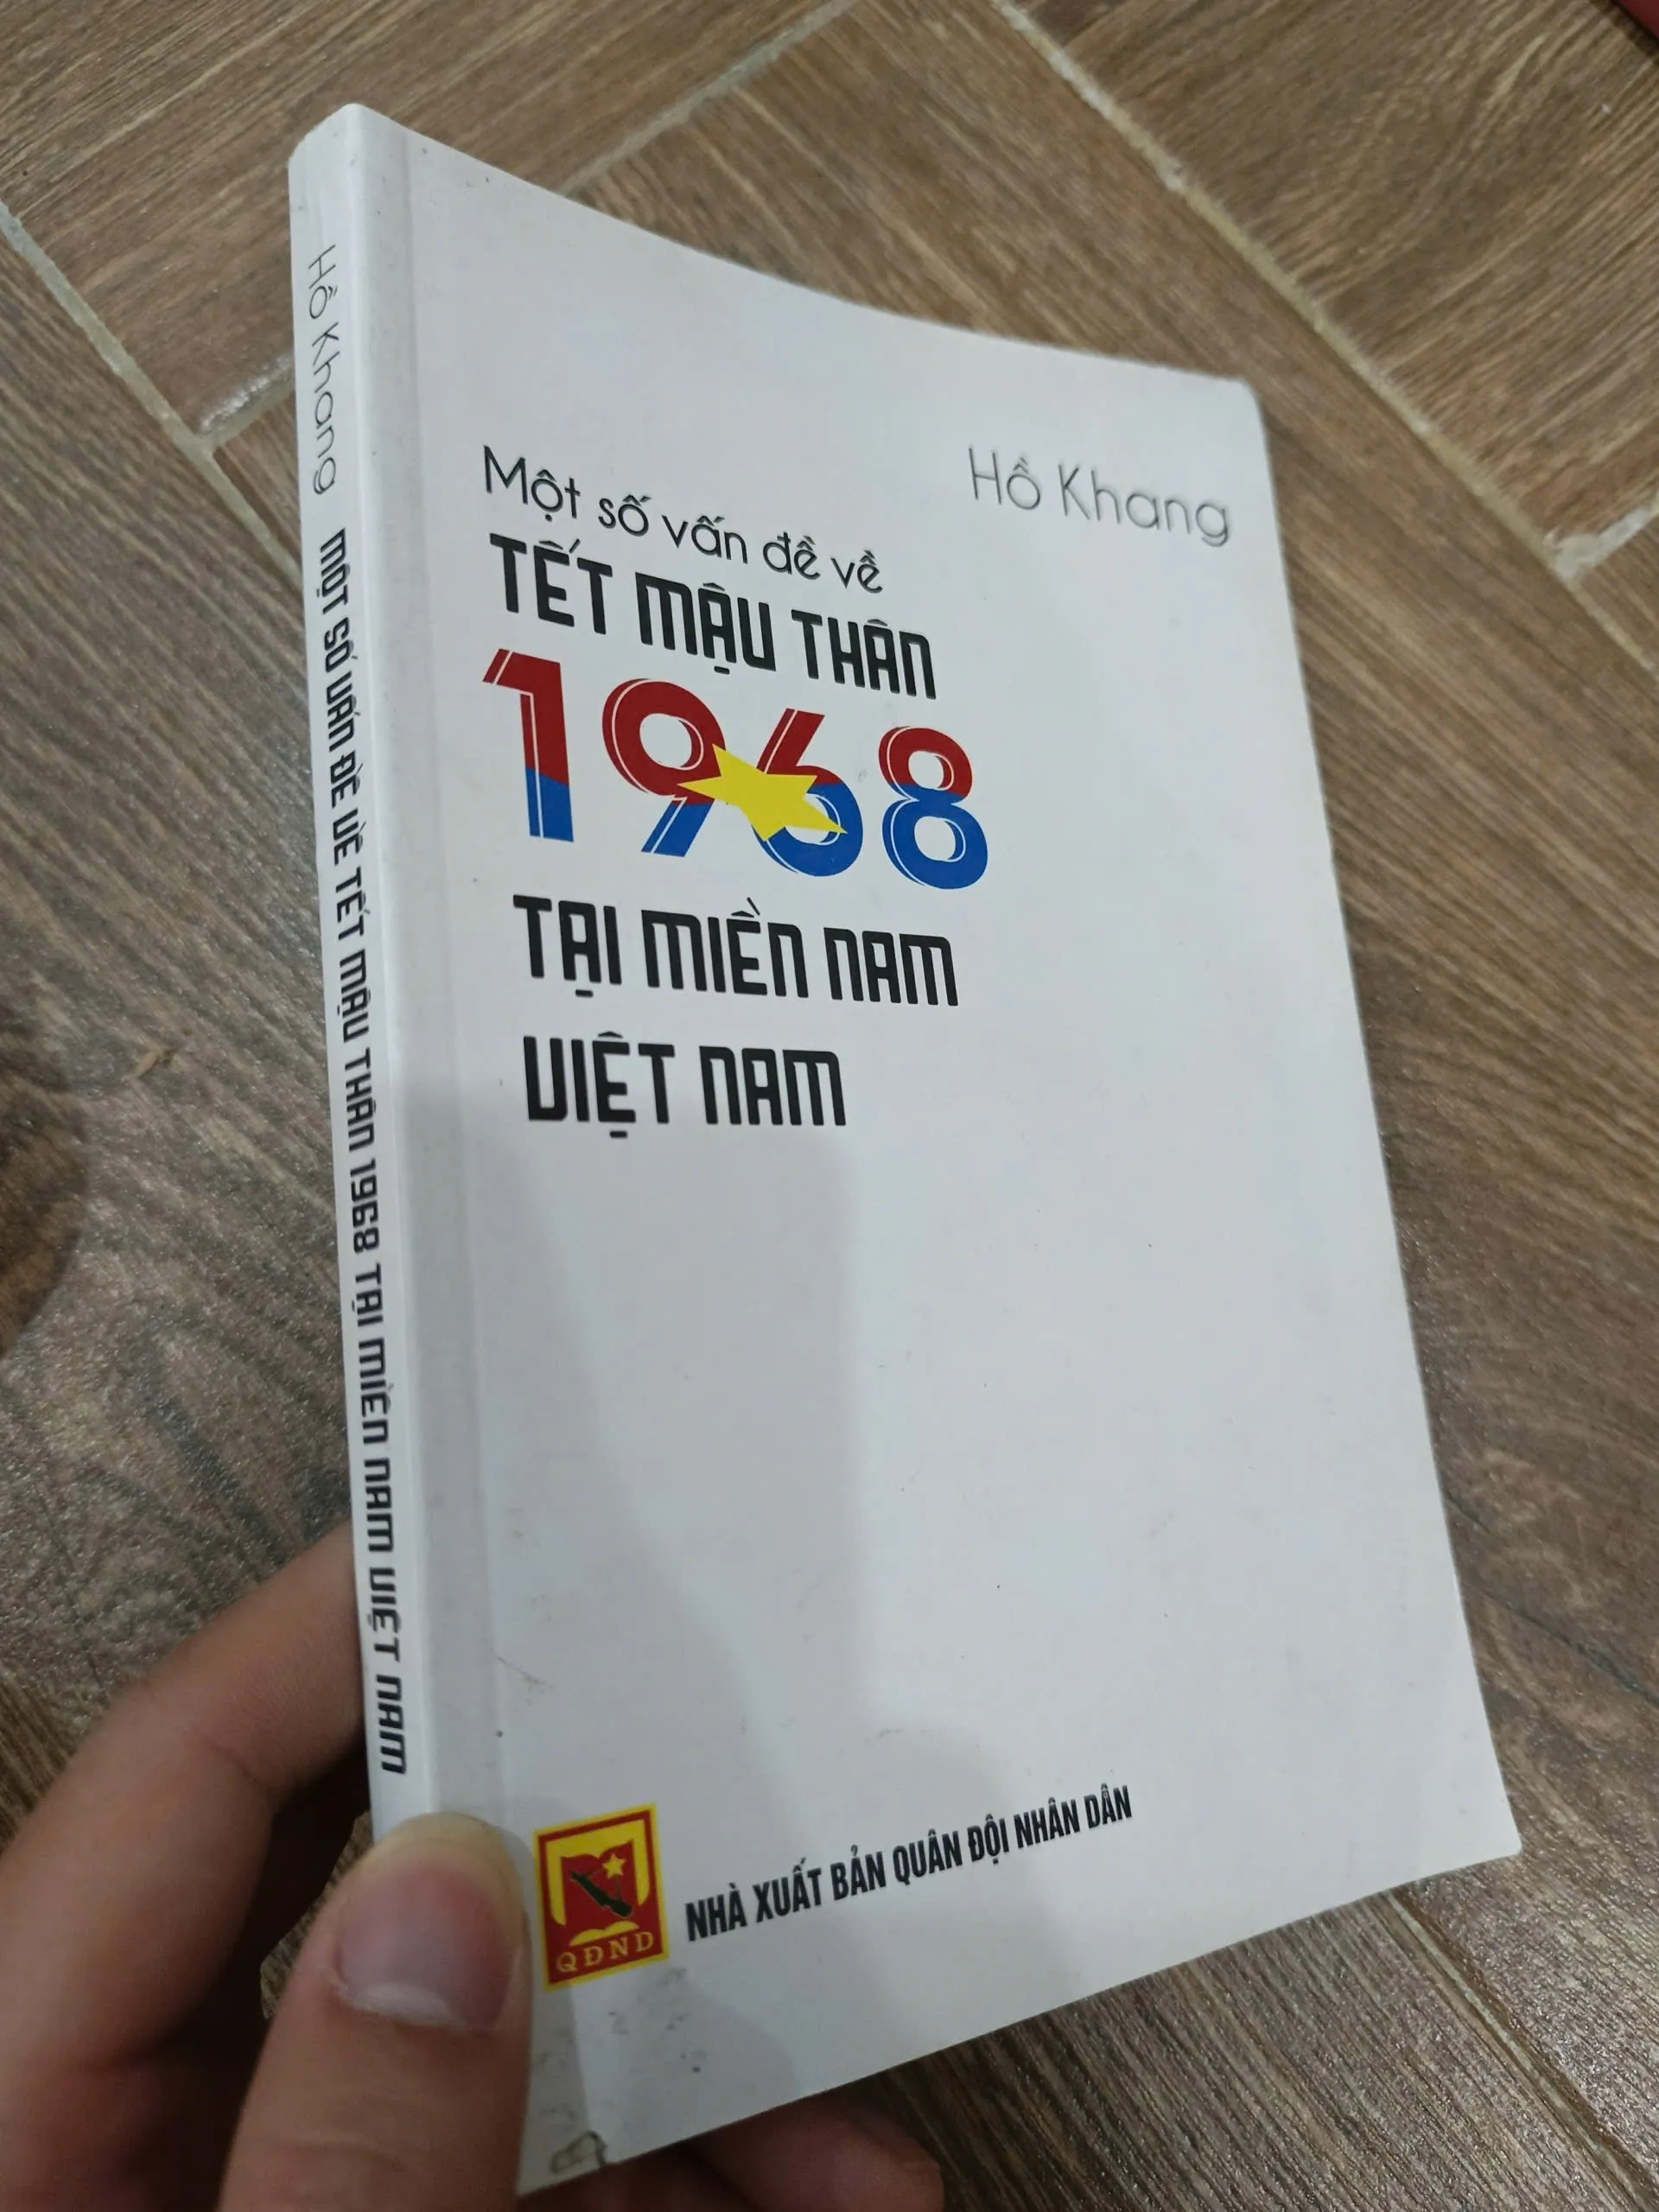 Hồ Khang
Một số vấn đề về
TẾT MẬU THÂN
1968
TẠI MIỀN NAM
VIỆT NAM
QĐND
NHÀ XUẤT BẢN QUÂN ĐỘI NHÂN DÂN
Hồ Khang MỘT SỐ VẤN ĐỀ VỀ TẾT MẬU THÂN 1968 TẠI MIỀN NAM VIỆT NAM